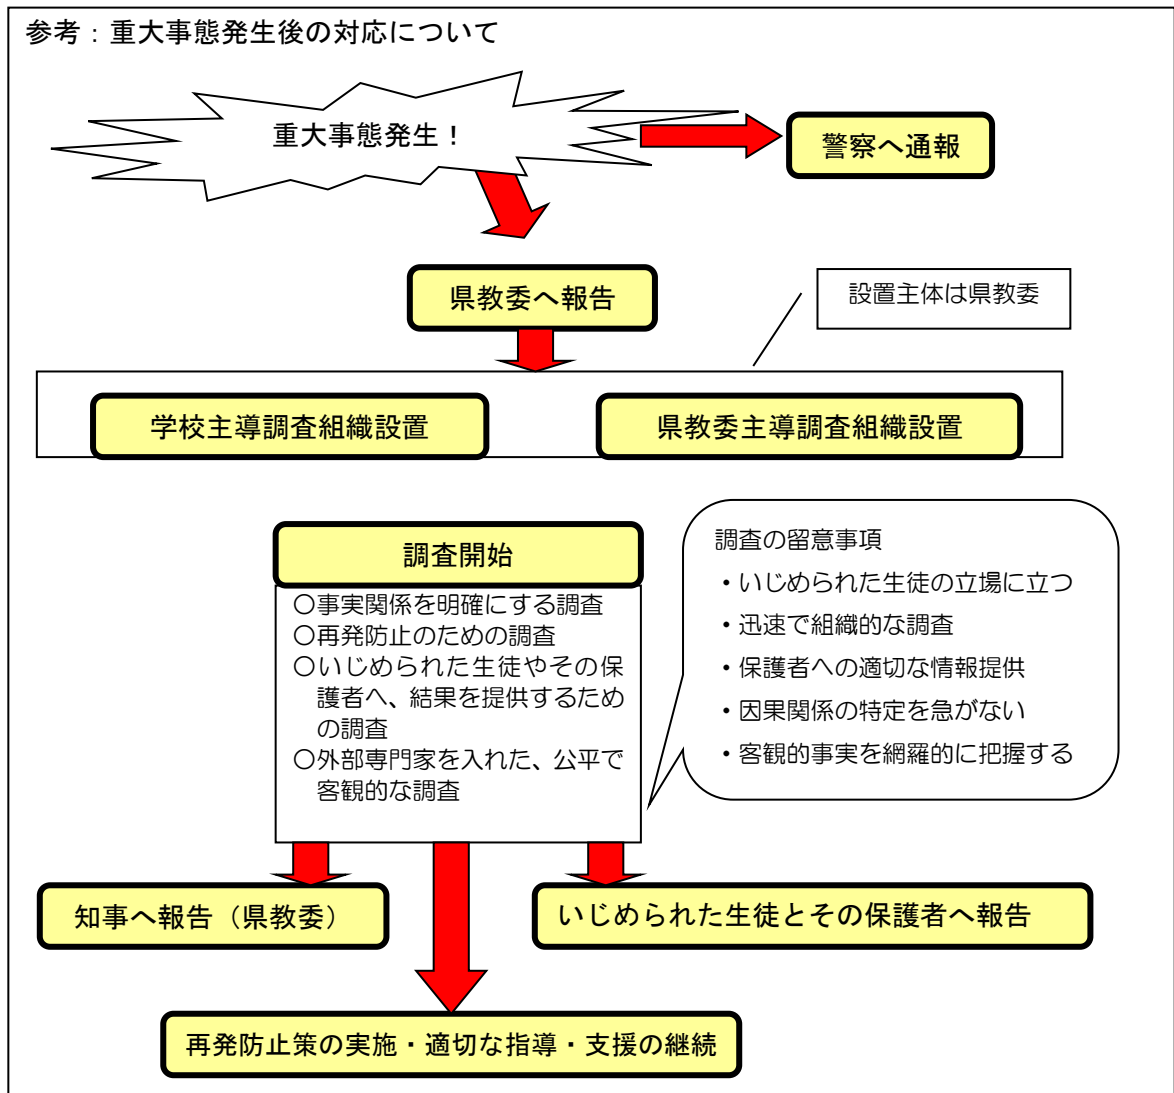 参考：重大事態発生後の対応について
重大事態発生！
警察へ通報
県教委へ報告
設置主体は県教委
学校主導調査組織設置
県教委主導調査組織設置
調査開始
○事実関係を明確にする調査
○再発防止のための調査
○いじめられた生徒やその保
護者へ、結果を提供するため
の調査
○外部専門家を入れた、公平で
客観的な調査
調査の留意事項
・いじめられた生徒の立場に立つ
・迅速で組織的な調査
・保護者への適切な情報提供
・因果関係の特定を急がない
・客観的事実を網羅的に把握する
知事へ報告（県教委）
いじめられた生徒とその保護者へ報告
再発防止策の実施・適切な指導・支援の継続